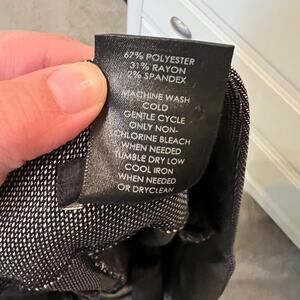 67% POLYESTER
31% RAYON
2% SPANDEX
MACHINE WASH
COLD
GENTLE CYCLE
ONLY NON-
CHLORINE BLEACH
WHEN NEEDED
TUMBLE DRY LOW
COOL IRON
WHEN NEEDED
OR DRYCLEAN